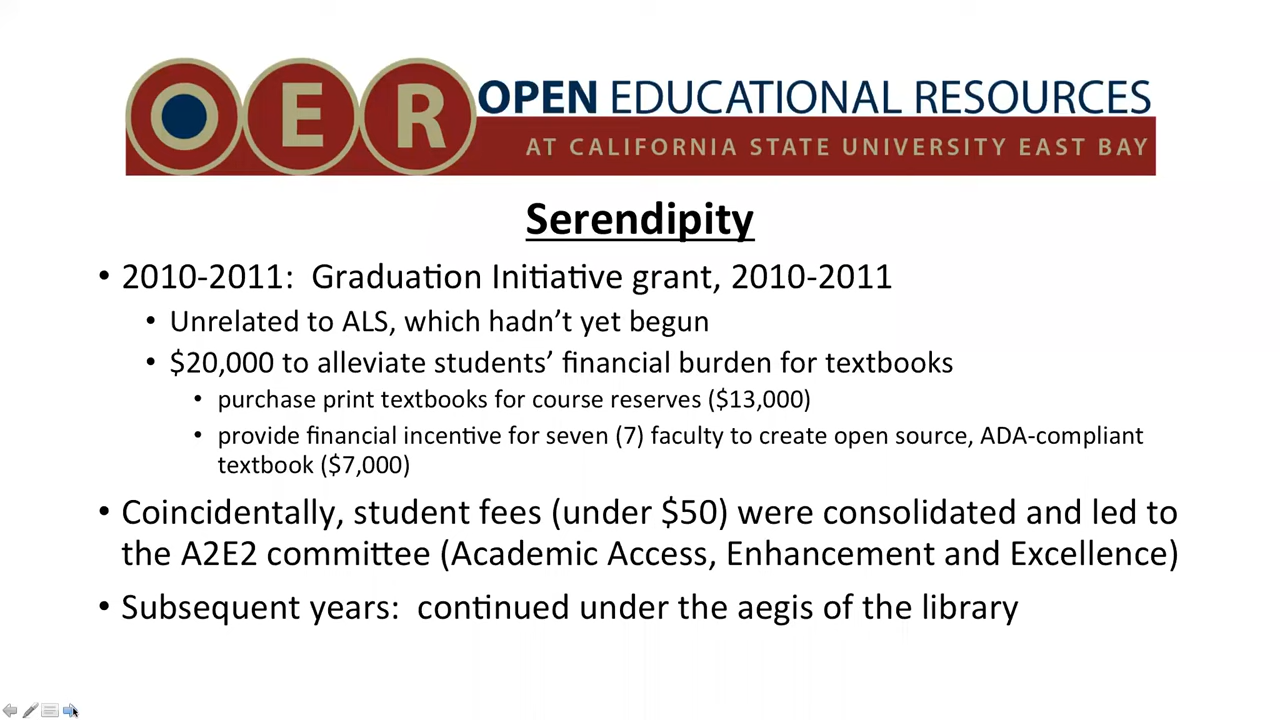 OER OPEN EDUCATIONAL RESOURCES
AT CALIFORNIA STATE UNIVERSITY EAST BAY
Serendipity
• 2010-2011:  Graduation Initiative grant, 2010-2011
• Unrelated to ALS, which hadn’t yet begun
• $20,000 to alleviate students’ financial burden for textbooks
• purchase print textbooks for course reserves ($13,000)
• provide financial incentive for seven (7) faculty to create open source, ADA-compliant
textbook ($7,000)
• Coincidentally, student fees (under $50) were consolidated and led to
the A2E2 committee (Academic Access, Enhancement and Excellence)
• Subsequent years:  continued under the aegis of the library